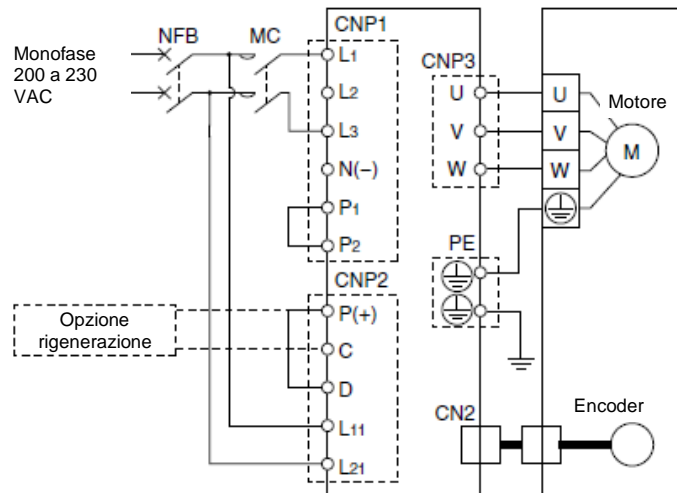 NFB
MC
CNP1
Monofase
200 a 230
VAC
L1
L2
L3
N(−)
P1
P2
CNP3
U
V
W
U
V
W
Motore
M
PE
CNP2
Opzione
rigenerazione
P(+)
C
D
L11
L21
CN2
Encoder